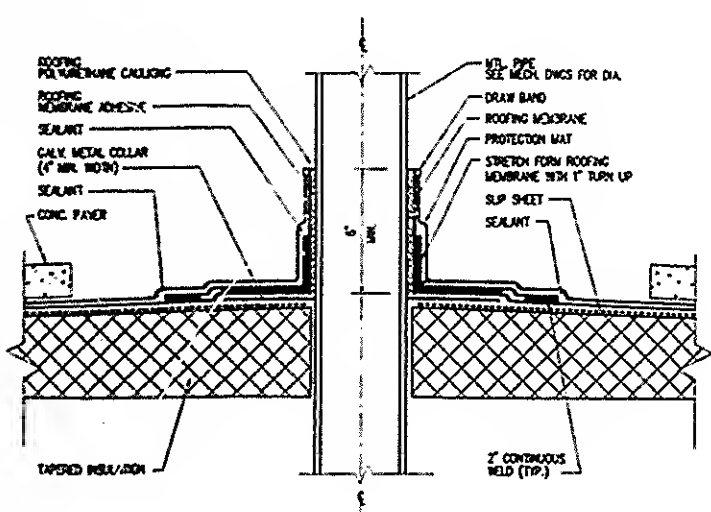 ℄
ROOFING
POLYURETHANE CAULKING
ROOFING
MEMBRANE ADHESIVE
SEALANT
GALV. METAL COLLAR
(4" MIN. WIDTH)
SEALANT
CONC. PAVER
TAPERED INSULATION
6"
MIN.
MTL. PIPE
SEE MECH. DWGS FOR DIA.
DRAW BAND
ROOFING MEMBRANE
PROTECTION MAT
STRETCH FORM ROOFING
MEMBRANE WITH 1" TURN UP
SLIP SHEET
SEALANT
2" CONTINUOUS
WELD (TYP.)
℄